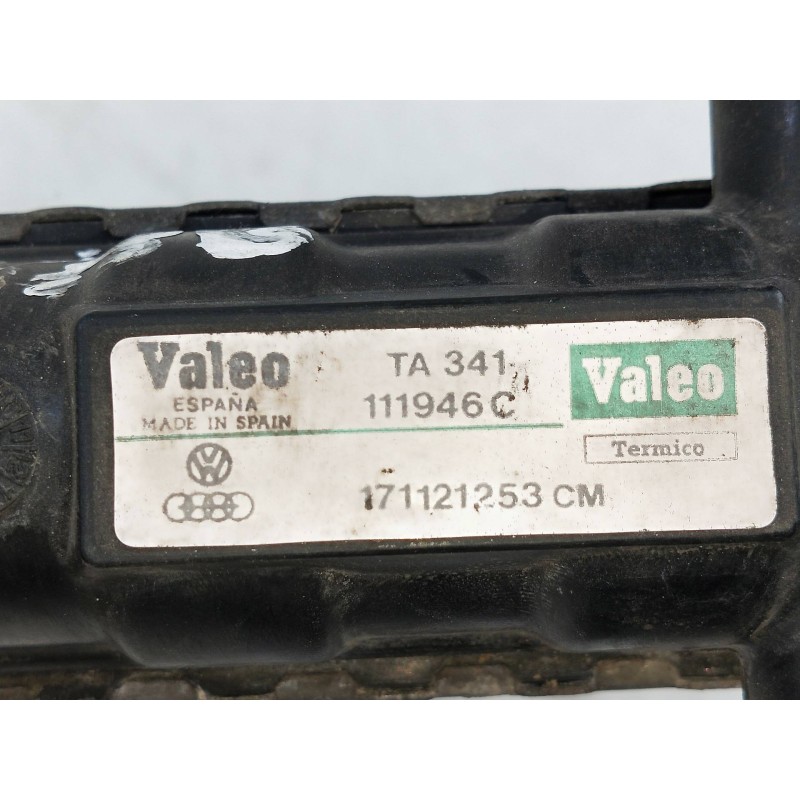 Valeo
ESPAÑA
MADE IN SPAIN
TA 341
111946 C
Valeo
Termico
171121253 CM